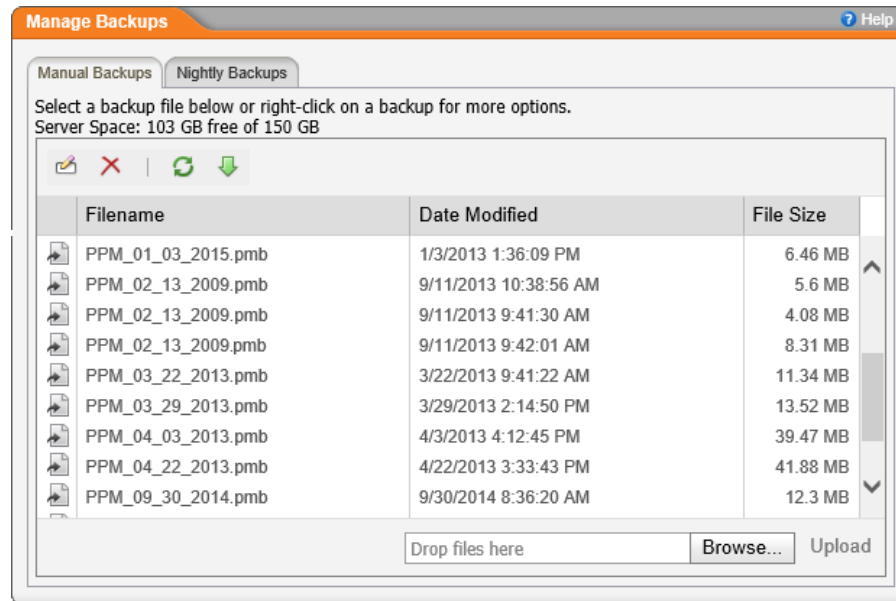 Manage Backups
Help
Manual Backups Nightly Backups
Select a backup file below or right-click on a backup for more options.
Server Space: 103 GB free of 150 GB
Filename Date Modified File Size
PPM_01_03_2015.pmb 1/3/2013 1:36:09 PM 6.46 MB
PPM_02_13_2009.pmb 9/11/2013 10:38:56 AM 5.6 MB
PPM_02_13_2009.pmb 9/11/2013 9:41:30 AM 4.08 MB
PPM_02_13_2009.pmb 9/11/2013 9:42:01 AM 8.31 MB
PPM_03_22_2013.pmb 3/22/2013 9:41:22 AM 11.34 MB
PPM_03_29_2013.pmb 3/29/2013 2:14:50 PM 13.52 MB
PPM_04_03_2013.pmb 4/3/2013 4:12:45 PM 39.47 MB
PPM_04_22_2013.pmb 4/22/2013 3:33:43 PM 41.88 MB
PPM_09_30_2014.pmb 9/30/2014 8:36:20 AM 12.3 MB
Drop files here Browse... Upload